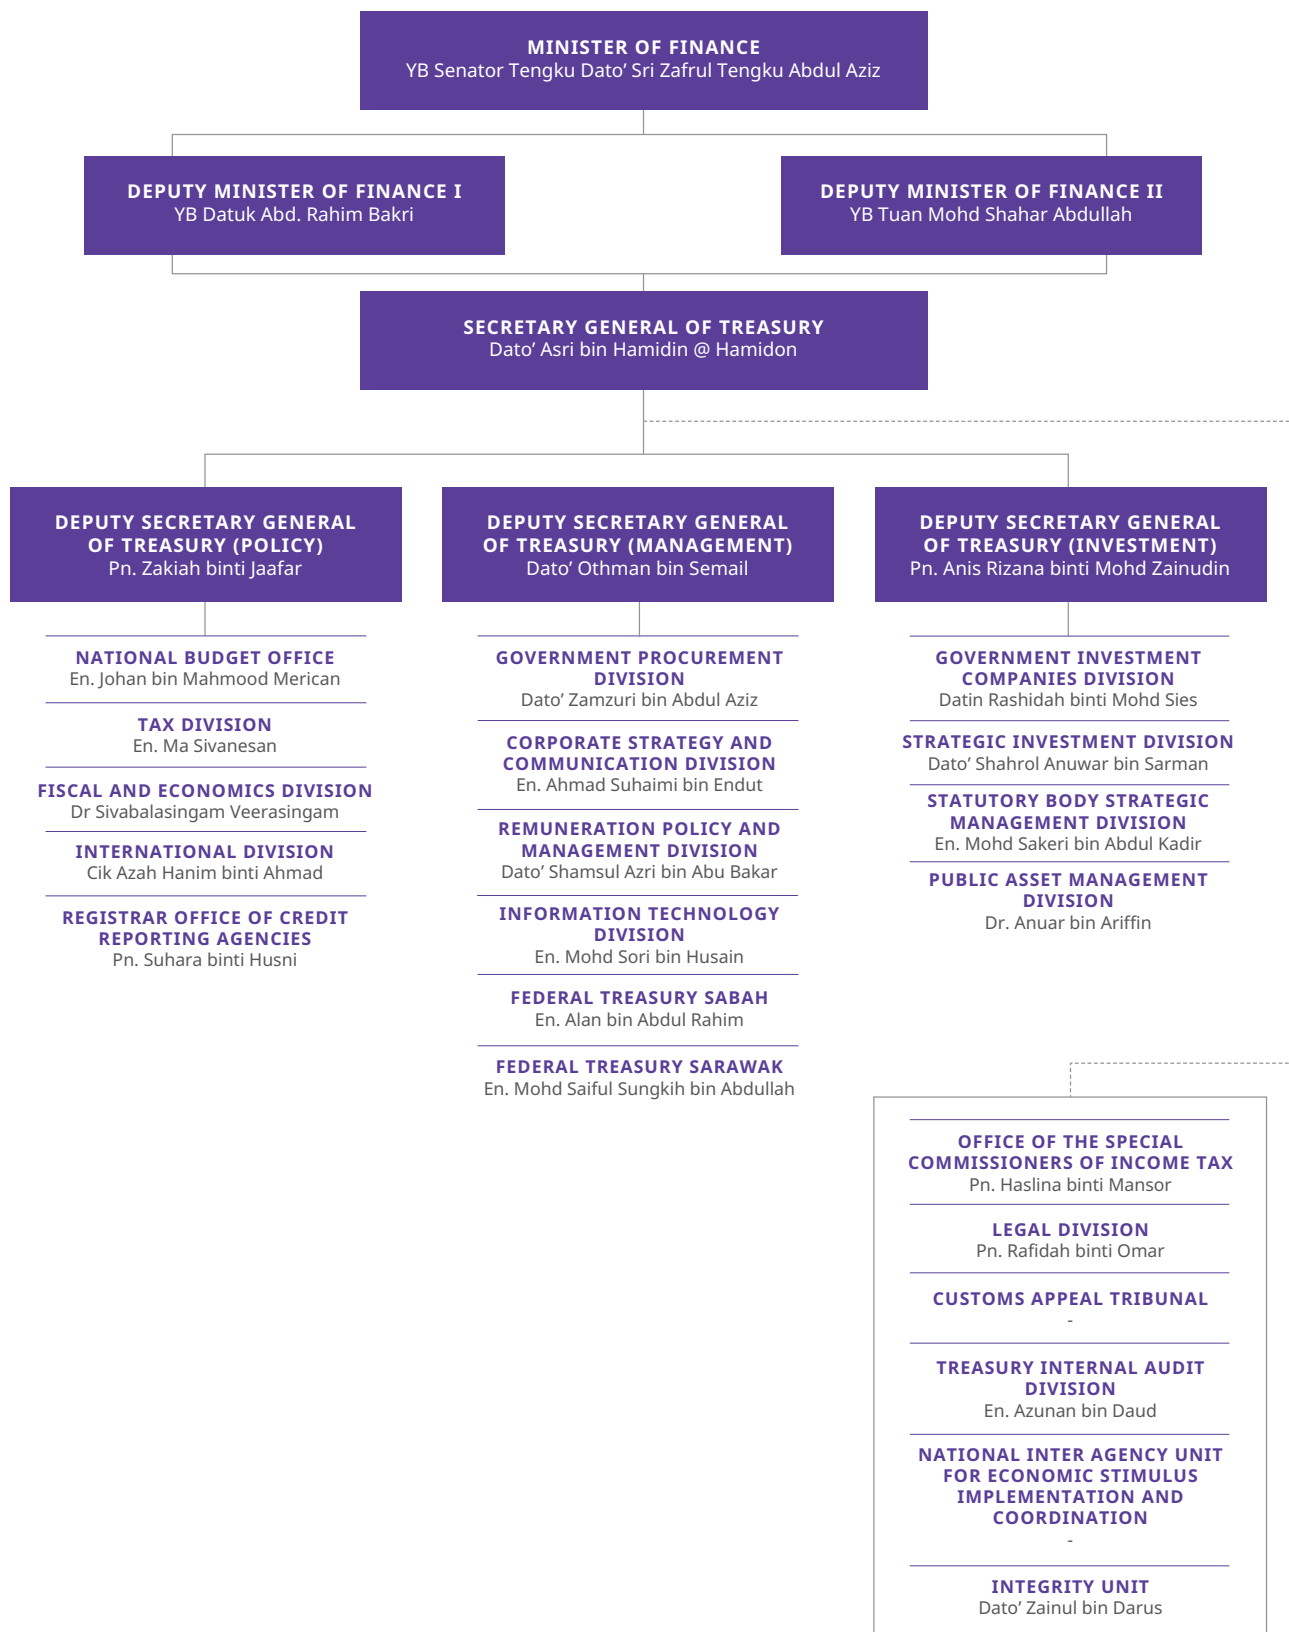 MINISTER OF FINANCE
YB Senator Tengku Dato’ Sri Zafrul Tengku Abdul Aziz
DEPUTY MINISTER OF FINANCE I
YB Datuk Abd. Rahim Bakri
DEPUTY MINISTER OF FINANCE II
YB Tuan Mohd Shahar Abdullah
SECRETARY GENERAL OF TREASURY
Dato’ Asri bin Hamidin @ Hamidon
DEPUTY SECRETARY GENERAL
OF TREASURY (POLICY)
Pn. Zakiah binti Jaafar
NATIONAL BUDGET OFFICE
En. Johan bin Mahmood Merican
TAX DIVISION
En. Ma Sivanesan
FISCAL AND ECONOMICS DIVISION
Dr Sivabalasingam Veerasingam
INTERNATIONAL DIVISION
Cik Azah Hanim binti Ahmad
REGISTRAR OFFICE OF CREDIT
REPORTING AGENCIES
Pn. Suhara binti Husni
DEPUTY SECRETARY GENERAL
OF TREASURY (MANAGEMENT)
Dato’ Othman bin Semail
GOVERNMENT PROCUREMENT
DIVISION
Dato’ Zamzuri bin Abdul Aziz
CORPORATE STRATEGY AND
COMMUNICATION DIVISION
En. Ahmad Suhaimi bin Endut
REMUNERATION POLICY AND
MANAGEMENT DIVISION
Dato’ Shamsul Azri bin Abu Bakar
INFORMATION TECHNOLOGY
DIVISION
En. Mohd Sori bin Husain
FEDERAL TREASURY SABAH
En. Alan bin Abdul Rahim
FEDERAL TREASURY SARAWAK
En. Mohd Saiful Sungkih bin Abdullah
DEPUTY SECRETARY GENERAL
OF TREASURY (INVESTMENT)
Pn. Anis Rizana binti Mohd Zainudin
GOVERNMENT INVESTMENT
COMPANIES DIVISION
Datin Rashidah binti Mohd Sies
STRATEGIC INVESTMENT DIVISION
Dato’ Shahrol Anuwar bin Sarman
STATUTORY BODY STRATEGIC
MANAGEMENT DIVISION
En. Mohd Sakeri bin Abdul Kadir
PUBLIC ASSET MANAGEMENT
DIVISION
Dr. Anuar bin Ariffin
OFFICE OF THE SPECIAL
COMMISSIONERS OF INCOME TAX
Pn. Haslina binti Mansor
LEGAL DIVISION
Pn. Rafidah binti Omar
CUSTOMS APPEAL TRIBUNAL
-
TREASURY INTERNAL AUDIT
DIVISION
En. Azunan bin Daud
NATIONAL INTER AGENCY UNIT
FOR ECONOMIC STIMULUS
IMPLEMENTATION AND
COORDINATION
-
INTEGRITY UNIT
Dato’ Zainul bin Darus